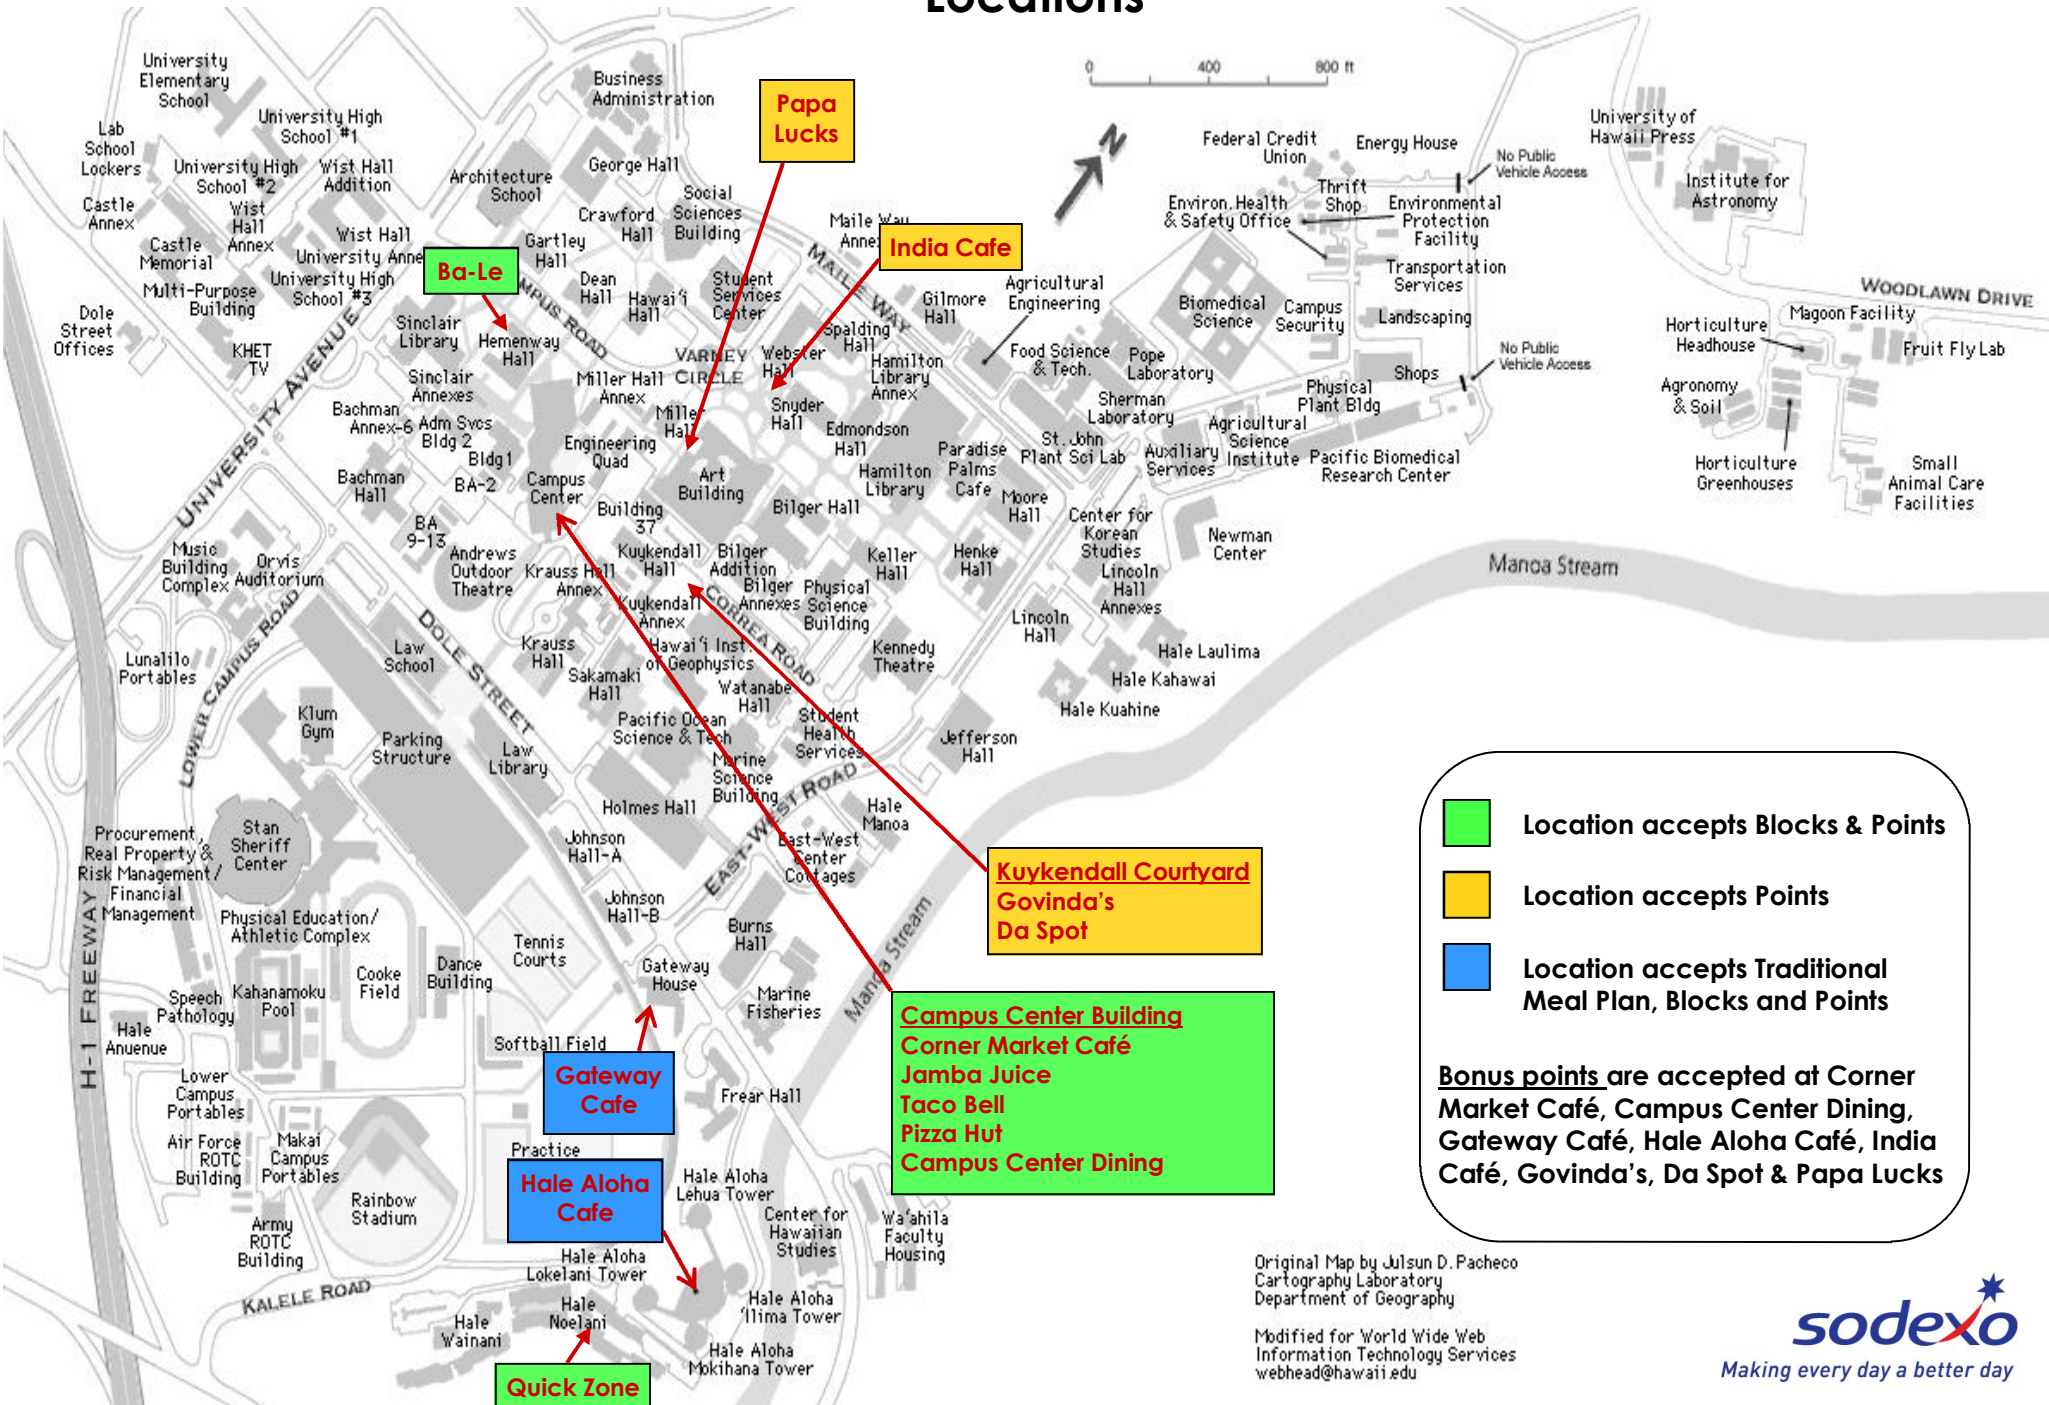 Locations
University
Elementary
School
Business
Administration
Papa
Lucks
0 400 800 ft
N
University High
School #1
Lab
School
Lockers
University High
School #2
Wist Hall
Addition
Architecture
School
George Hall
Castle
Annex
Wist
Hall
Annex
Crawford
Hall
Social
Sciences
Building
Castle
Memorial
Wist Hall
University Anne
Ba-Le
Gartley
Hall
Maile Way
Anne
India Cafe
Multi-Purpose
Building
University High
School #3
Dean
Hall
Hawai'i
Hall
Student
Services
Center
MAILE WAY
Dole
Street
Offices
KHET
TV
UNIVERSITY AVENUE
Sinclair
Library
Hemenway
Hall
MPUS ROAD
VARNEY
CIRCLE
Webster
Hall
Spalding
Hall
Gilmore
Hall
Agricultural
Engineering
Hamilton
Library
Annex
Food Science
& Tech.
Pope
Laboratory
Sherman
Laboratory
Federal Credit
Union
Energy House
No Public
Vehicle Access
Thrift
Shop
Environ. Health
& Safety Office
Environmental
Protection
Facility
Transportation
Services
Biomedical
Science
Campus
Security
Landscaping
No Public
Vehicle Access
Shops
Physical
Plant Bldg
University of
Hawaii Press
Institute for
Astronomy
WOODLAWN DRIVE
Magoon Facility
Horticulture
Headhouse
Fruit Fly Lab
Agronomy
& Soil
Horticulture
Greenhouses
Small
Animal Care
Facilities
Sinclair
Annexes
Miller Hall
Annex
Miller
Hall
Snyder
Hall
Edmondson
Hall
Bachman
Annex-6
Adm Svcs
Bldg 2
Bldg1
BA-2
Engineering
Quad
Campus
Center
Art
Building
Hamilton
Library
Paradise
Palms
Cafe
St. John
Plant Sci Lab
Auxiliary
Services
Agricultural
Science
Institute
Pacific Biomedical
Research Center
Bachman
Hall
BA
9-13
Building
37
Bilger Hall
Moore
Hall
Center for
Korean
Studies
Newman
Center
Manoa Stream
Music
Building
Complex
Orvis
Auditorium
Andrews
Outdoor
Theatre
Krauss Hall
Annex
Kuykendall
Hall
Bilger
Addition
Bilger
Annexes
Keller
Hall
Henke
Hall
Physical
Science
Building
Lincoln
Hall
Annexes
Lincoln
Hall
Kuykendall
Annex
CORREA ROAD
LOWER CAMPUS ROAD
DOLE STREET
Law
School
Krauss
Hall
Hawai'i Inst.
of Geophysics
Kennedy
Theatre
Hale Laulima
Hale Kahawai
Hale Kuahine
Lunalilo
Portables
Sakamaki
Hall
Watanabe
Hall
Klum
Gym
Parking
Structure
Law
Library
Pacific Ocean
Science & Tech
Student
Health
Services
Jefferson
Hall
Marine
Science
Building
Holmes Hall
EAST-WEST ROAD
Hale
Manoa
Procurement,
Real Property &
Risk Management/
Financial
Management
Stan
Sheriff
Center
Johnson
Hall-A
East-West
Center
Cottages
Johnson
Hall-B
Burns
Hall
Kuykendall Courtyard
Govinda's
Da Spot
H-1 FREEWAY
Physical Education/
Athletic Complex
Tennis
Courts
Dance
Building
Cooke
Field
Kahanamoku
Pool
Speech
Pathology
Gateway
House
Marine
Fisheries
Manoa Stream
Hale
Anuenue
Softball Field
Gateway
Cafe
Campus Center Building
Corner Market Café
Jamba Juice
Taco Bell
Pizza Hut
Campus Center Dining
Lower
Campus
Portables
Frear Hall
Air Force
ROTC
Building
Makai
Campus
Portables
Practice
Hale Aloha
Cafe
Hale Aloha
Lehua Tower
Rainbow
Stadium
Army
ROTC
Building
Center for
Hawaiian
Studies
Wa'ahila
Faculty
Housing
Hale Aloha
Lokelani Tower
KALELE ROAD
Hale
Noelani
Hale
Wainani
Hale Aloha
'Ilima Tower
Hale Aloha
Mokihana Tower
Quick Zone
Location accepts Blocks & Points
Location accepts Points
Location accepts Traditional
Meal Plan, Blocks and Points
Bonus points are accepted at Corner
Market Café, Campus Center Dining,
Gateway Café, Hale Aloha Café, India
Café, Govinda's, Da Spot & Papa Lucks
Original Map by Julsun D. Pacheco
Cartography Laboratory
Department of Geography
Modified for World Wide Web
Information Technology Services
webhead@hawaii.edu
sodexo
Making every day a better day